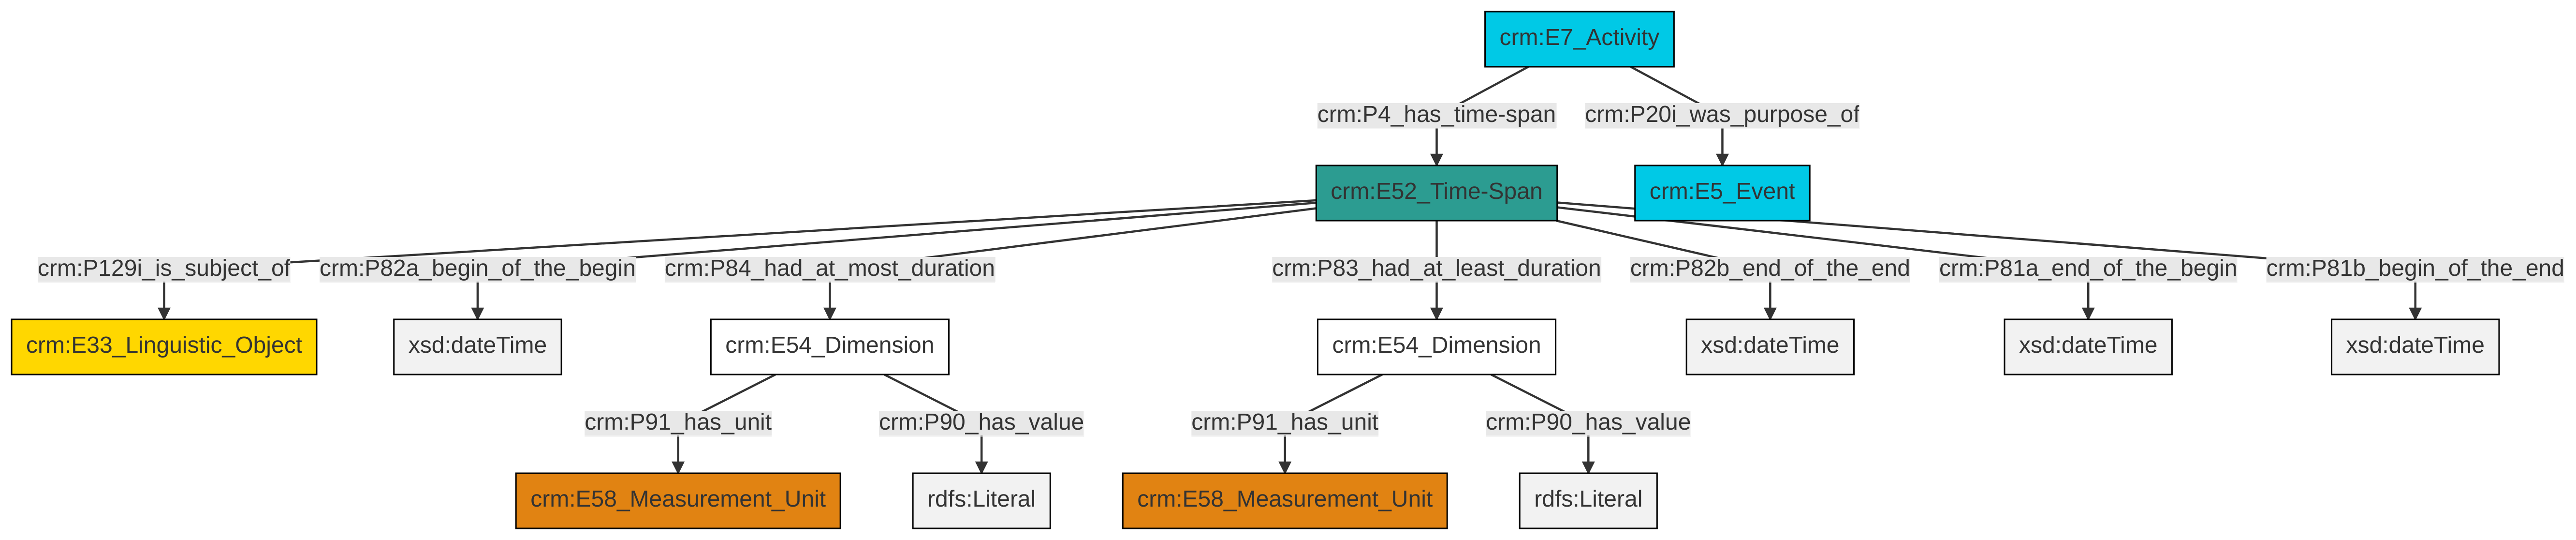 crm:E7_Activity
crm:P4_has_time-span
crm:P20i_was_purpose_of
crm:E52_Time-Span
crm:E5_Event
crm:P129i_is_subject_of
crm:P82a_begin_of_the_begin
crm:P84_had_at_most_duration
crm:P83_had_at_least_duration
crm:P82b_end_of_the_end
crm:P81a_end_of_the_begin
crm:P81b_begin_of_the_end
crm:E33_Linguistic_Object
xsd:dateTime
crm:E54_Dimension
crm:E54_Dimension
xsd:dateTime
xsd:dateTime
xsd:dateTime
crm:P91_has_unit
crm:P90_has_value
crm:P91_has_unit
crm:P90_has_value
crm:E58_Measurement_Unit
rdfs:Literal
crm:E58_Measurement_Unit
rdfs:Literal